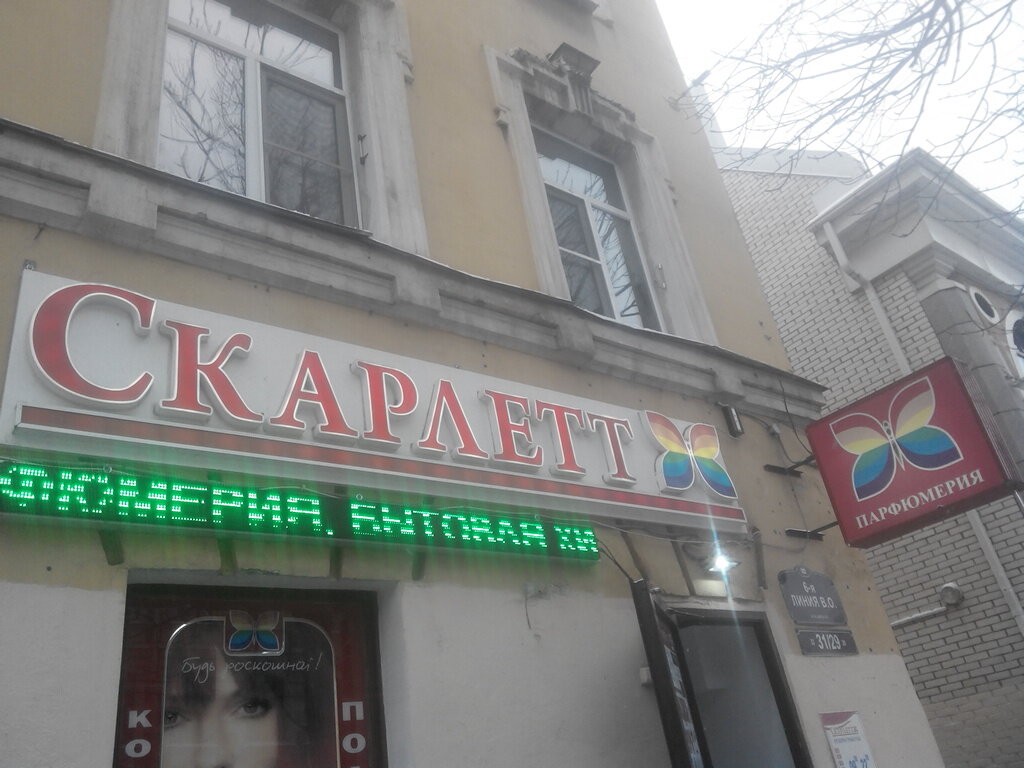 СКАРЛЕТТ
ФЮМЕРИЯ, БЫТОВАЯ ХИ
ПАРФЮМЕРИЯ
6-я
ЛИНИЯ В.О.
31/29
Будь роскошна!
КО
ПО